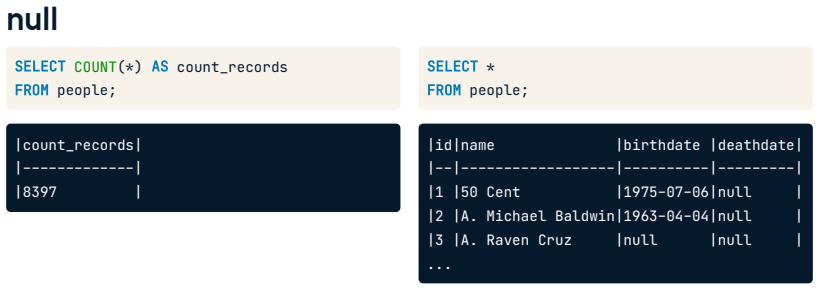 null
SELECT COUNT(*) AS count_records
FROM people;
|count_records|
|-------------|
|8397         |
SELECT *
FROM people;
|id|name              |birthdate |deathdate|
|--|------------------|----------|---------|
|1 |50 Cent           |1975-07-06|null     |
|2 |A. Michael Baldwin|1963-04-04|null     |
|3 |A. Raven Cruz     |null      |null     |
...